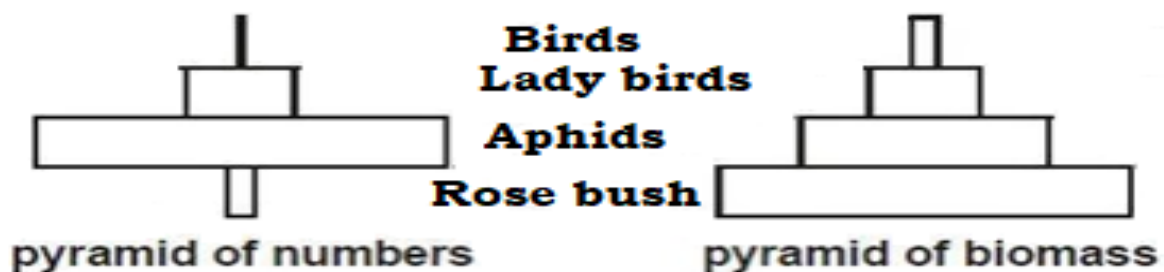 Birds
Lady birds
Aphids
Rose bush
pyramid of numbers
pyramid of biomass